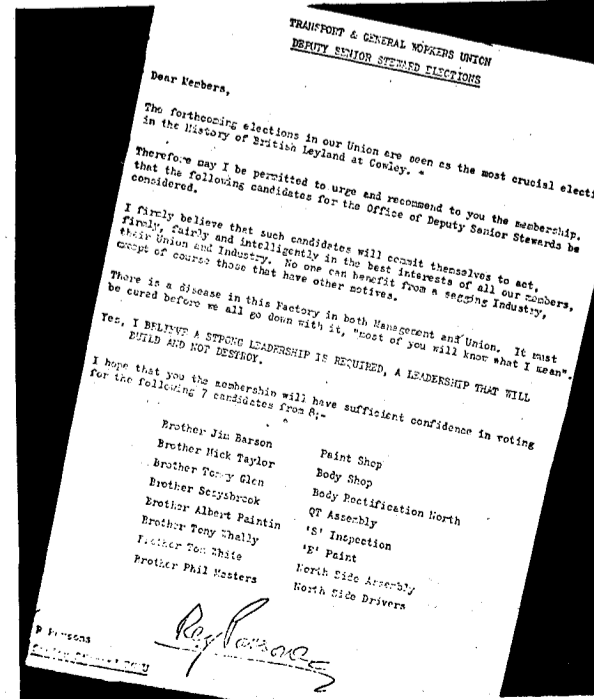 TRANSPORT & GENERAL WORKERS UNION
DEPUTY SENIOR STEWARD ELECTIONS
Dear Members,
The forthcoming elections in our Union are seen as the most crucial electi
in the History of British Leyland at Cowley.
Therefore may I be permitted to urge and recommend to you the membership.
that the following candidates for the Office of Deputy Senior Stewards be
considered.
I firmly believe that such candidates will commit themselves to act,
firmly, fairly and intelligently in the best interests of all our members,
their Union and Industry. No one can benefit from a sagging Industry,
except of course those that have other motives.
There is a disease in this Factory in both Management and Union. It must
be cured before we all go down with it, "most of you will know what I mean".
Yes, I BELIEVE A STRONG LEADERSHIP IS REQUIRED, A LEADERSHIP THAT WILL
BUILD AND NOT DESTROY.
I hope that you the membership will have sufficient confidence in voting
for the following 7 candidates from 8;-
Brother Jim Barson Paint Shop
Brother Nick Taylor Body Shop
Brother Terry Glen Body Rectification North
Brother QT Assembly
Brother Albert Paintin 'S' Inspection
Brother Tony Whally 'E' Paint
Brother Tom White North Side Assembly
Brother Phil Masters North Side Drivers
Reg Parsons
R Parsons